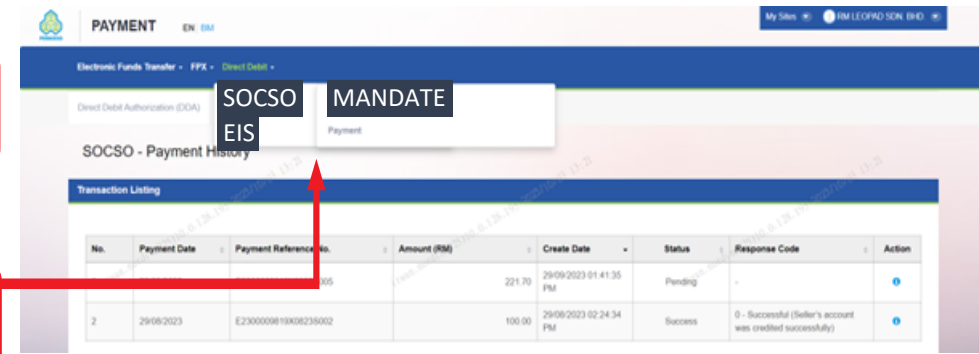 PAYMENT EN BM
My Sites RM LEOPAD SDN. BHD.
Electronic Funds Transfer FPX Direct Debit
Direct Debit Authorization (DDA)
SOCSO MANDATE
EIS Payment
SOCSO - Payment History
Transaction Listing
No. Payment Date Payment Reference No. Amount (RM) Create Date Status Response Code Action
005 221.70 29/09/2023 01:41:35 PM Pending -
2 29/08/2023 E2300009819X0823S002 100.00 29/08/2023 02:24:34 PM Success 0 - Successful (Seller's account was credited successfully)